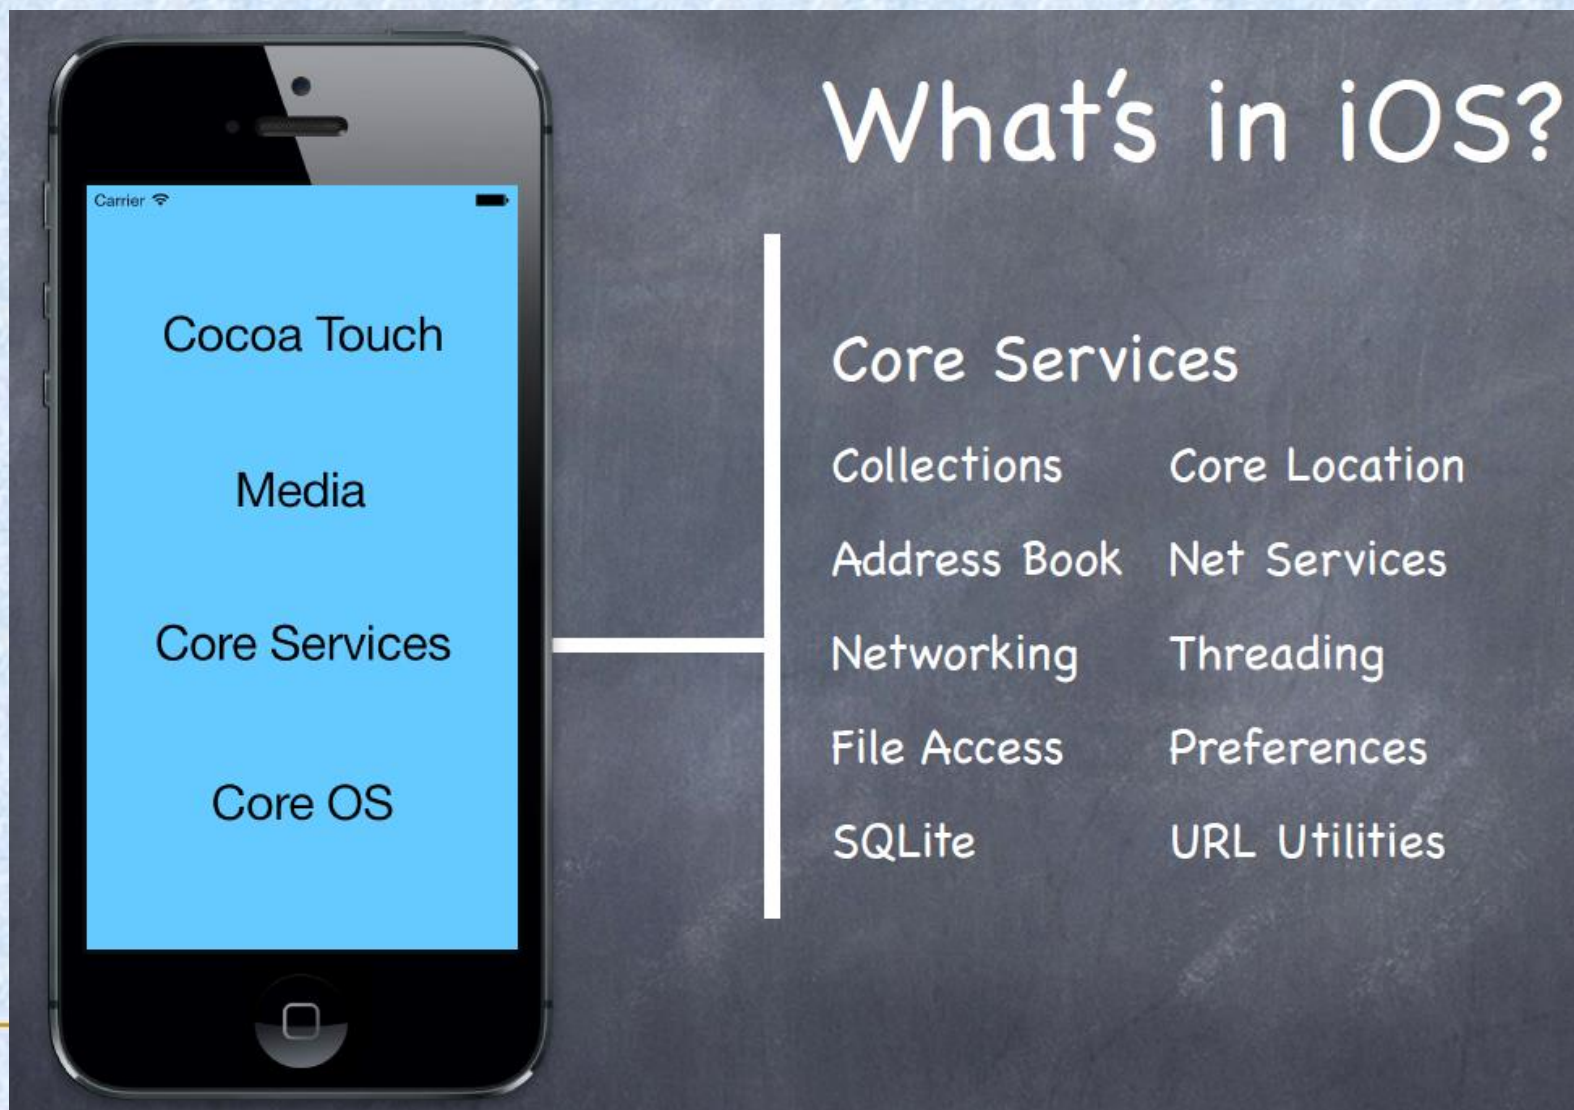 What's in iOS?
Carrier
Cocoa Touch
Media
Core Services
Core OS
Core Services
Collections Core Location
Address Book Net Services
Networking Threading
File Access Preferences
SQLite URL Utilities